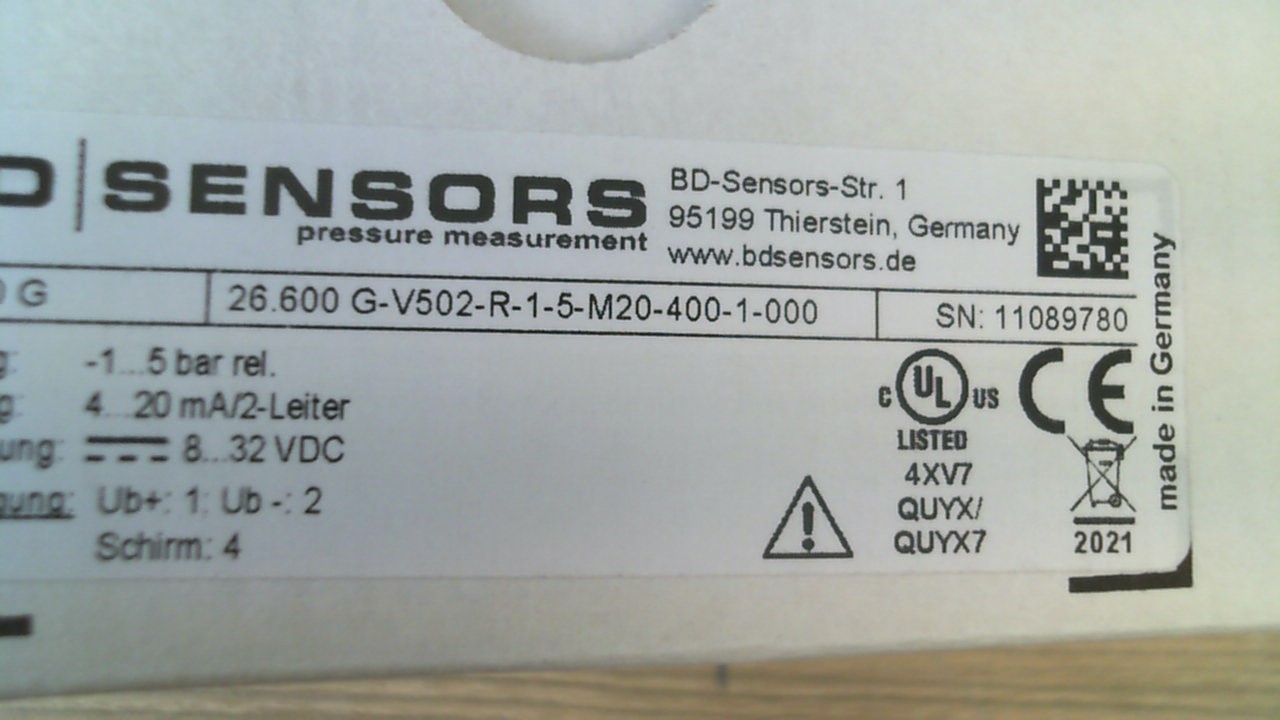 D|SENSORS
pressure measurement
BD-Sensors-Str. 1
95199 Thierstein, Germany
www.bdsensors.de
0 G
26.600 G-V502-R-1-5-M20-400-1-000
SN: 11089780
g: -1...5 bar rel.
g 4...20 mA/2-Leiter
ung: 8...32 VDC
gung: Ub+: 1; Ub -: 2
Schirm: 4
C UL US
LISTED
4XV7
QUYX/
QUYX7
CE
2021
made in Germany